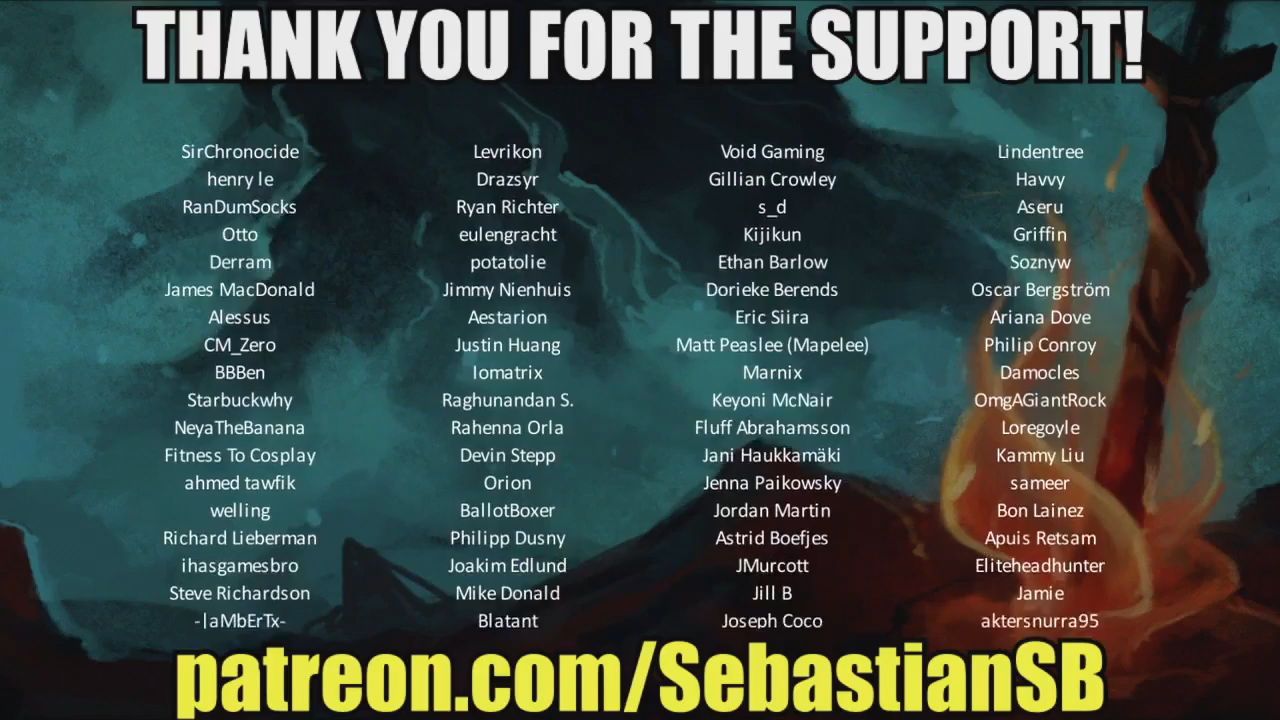 THANK YOU FOR THE SUPPORT!
SirChronocide
henry le
RanDumSocks
Otto
Derram
James MacDonald
Alessus
CM_Zero
BBBen
Starbuckwhy
NeyaTheBanana
Fitness To Cosplay
ahmed tawfik
welling
Richard Lieberman
ihasgamesbro
Steve Richardson
-laMbErTx-
Levrikon
Drazsyr
Ryan Richter
eulengracht
potatolie
Jimmy Nienhuis
Aestarion
Justin Huang
Iomatrix
Raghunandan S.
Rahenna Orla
Devin Stepp
Orion
BallotBoxer
Philipp Dusny
Joakim Edlund
Mike Donald
Blatant
Void Gaming
Gillian Crowley
s_d
Kijikun
Ethan Barlow
Dorieke Berends
Eric Siira
Matt Peaslee (Mapelee)
Marnix
Keyoni McNair
Fluff Abrahamsson
Jani Haukkamäki
Jenna Paikowsky
Jordan Martin
Astrid Boefjes
JMurcott
Jill B
Joseph Coco
Lindentree
Havvy
Aseru
Griffin
Soznyw
Oscar Bergström
Ariana Dove
Philip Conroy
Damocles
OmgAGiantRock
Loregoyle
Kammy Liu
sameer
Bon Lainez
Apuis Retsam
Eliteheadhunter
Jamie
aktersnurra95
patreon.com/SebastianSB